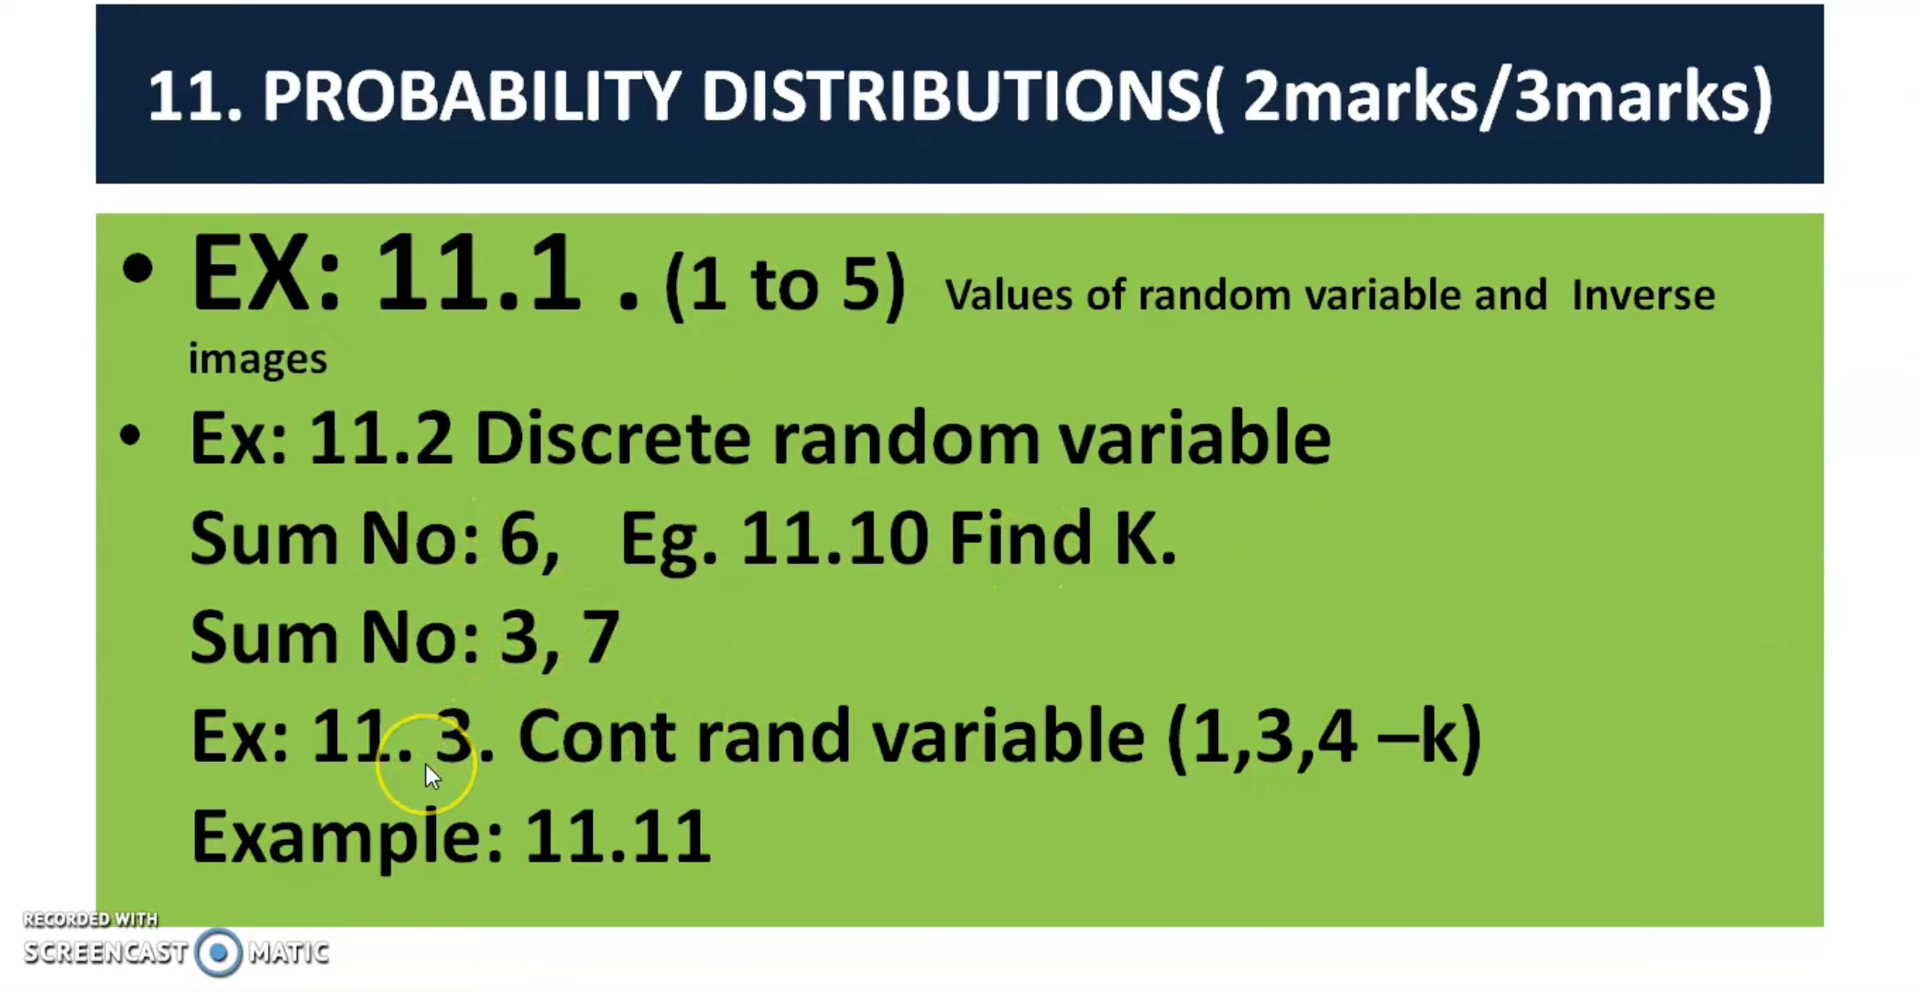 11. PROBABILITY DISTRIBUTIONS( 2marks/3marks)
• EX: 11.1 . (1 to 5) Values of random variable and Inverse
images
• Ex: 11.2 Discrete random variable
Sum No: 6, Eg. 11.10 Find K.
Sum No: 3, 7
Ex: 11. 3. Cont rand variable (1,3,4 –k)
Example: 11.11
RECORDED WITH
SCREENCAST MATIC